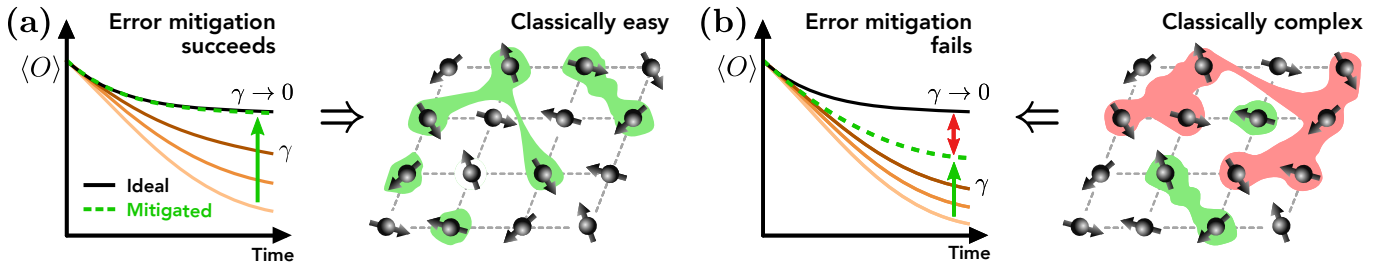 (a)
Error mitigation
succeeds
⟨O⟩
γ → 0
γ
Ideal
Mitigated
Time
⇒
Classically easy
(b)
Error mitigation
fails
⟨O⟩
γ → 0
γ
Time
⇐
Classically complex